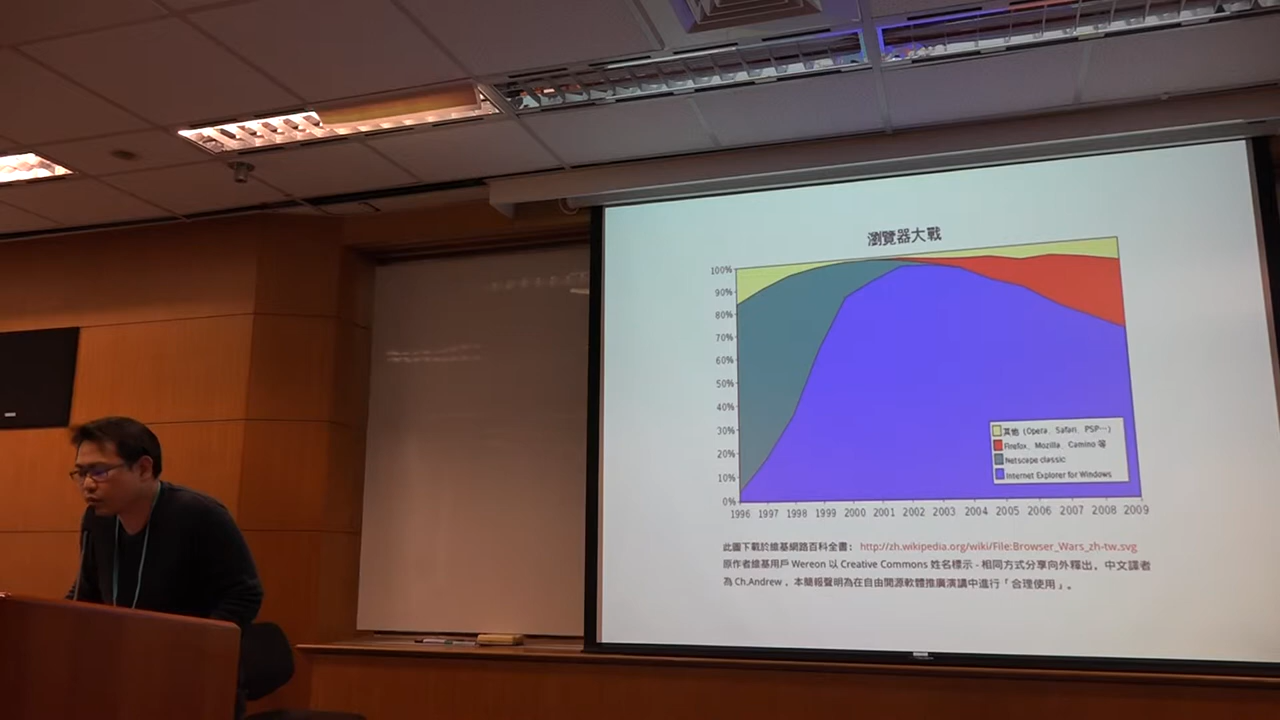 瀏覽器大戰
100%
90%
80%
70%
60%
50%
40%
30%
20%
10%
0%
1996 1997 1998 1999 2000 2001 2002 2003 2004 2005 2006 2007 2008 2009
其他（Opera、Safari、PSP…）
Firefox、Mozilla、Camino 等
Netscape classic
Internet Explorer for Windows
此圖下載於維基網路百科全書： http://zh.wikipedia.org/wiki/File:Browser_Wars_zh-tw.svg
原作者維基用戶 Wereon 以 Creative Commons 姓名標示 - 相同方式分享向外釋出。中文譯者
為 Ch.Andrew 。本簡報聲明為在自由開源軟體推廣演講中進行「合理使用」。